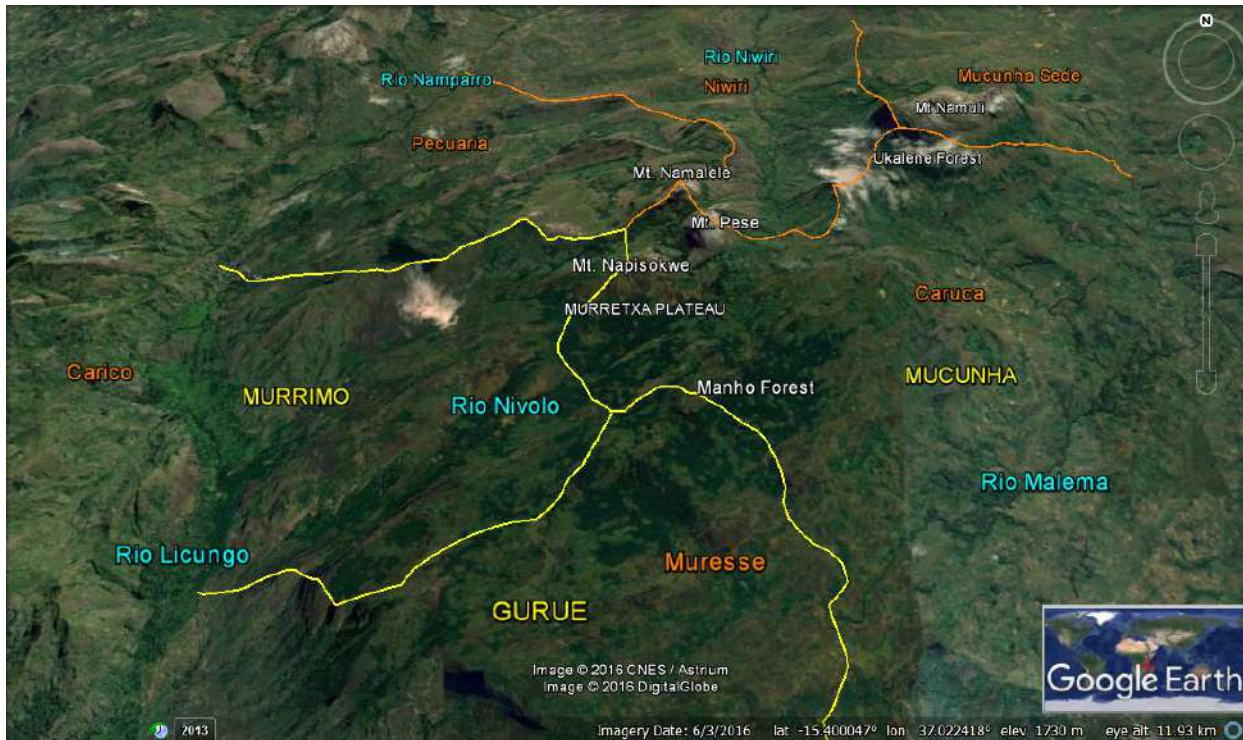 N
Rio Niwiri
Rio Namparro
Niwiri
Mucunha Sede
Mt Namuli
Pecuaria
Ukalene Forest
Mt. Namalele
Mt. Pese
Mt. Napisokwe
Caruca
MURRETXA PLATEAU
Carico
MURRIMO
Rio Nivolo
Manho Forest
MUCUNHA
Rio Malema
Rio Licungo
Muresse
GURUE
Image © 2016 CNES / Astrium
Image © 2016 DigitalGlobe
Google Earth
2013
Imagery Date: 6/3/2016 lat -15.400047° lon 37.022418° elev 1730 m eye alt 11.93 km